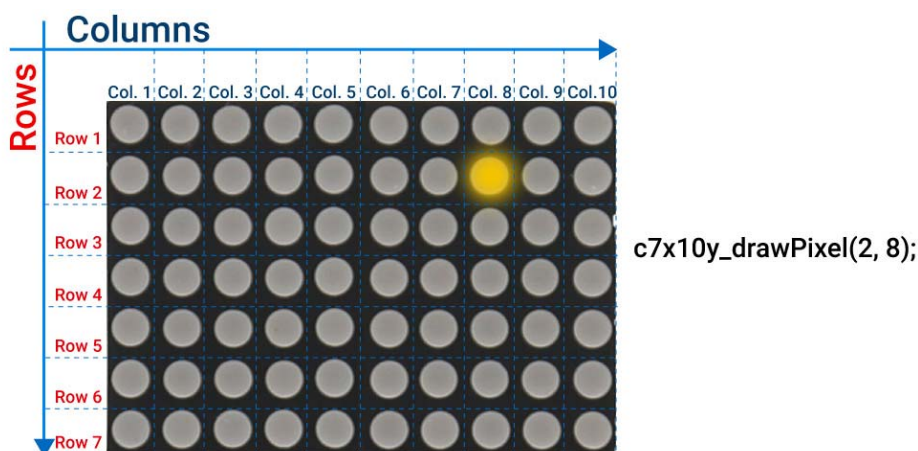 Columns
Rows
Col. 1 Col. 2 Col. 3 Col. 4 Col. 5 Col. 6 Col. 7 Col. 8 Col. 9 Col.10
Row 1
Row 2
Row 3
c7x10y_drawPixel(2, 8);
Row 4
Row 5
Row 6
Row 7